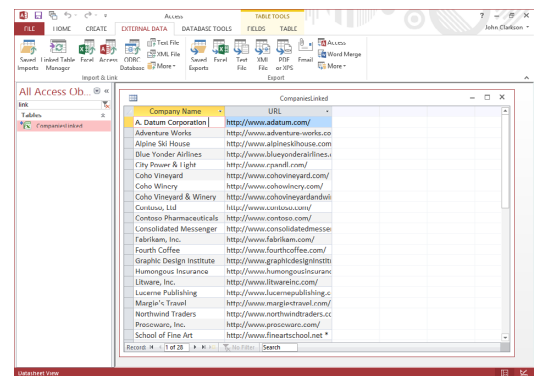 Access
TABLE TOOLS
? - X
FILE HOME CREATE EXTERNAL DATA DATABASE TOOLS FIELDS TABLE
John Clarkson
Saved Imports
Linked Table Manager
Excel
Access
ODBC Database
Text File
XML File
More
Saved Exports
Excel
Text File
XML File
PDF or XPS
Email
Access
Word Merge
More
Import & Link
Export
All Access Ob...
link
Tables
CompaniesLinked
CompaniesLinked
Company Name URL
A. Datum Corporation http://www.adatum.com/
Adventure Works http://www.adventure-works.co
Alpine Ski House http://www.alpineskihouse.com
Blue Yonder Airlines http://www.blueyonderairlines.
City Power & Light http://www.cpandl.com/
Coho Vineyard http://www.cohovineyard.com/
Coho Winery http://www.cohowinery.com/
Coho Vineyard & Winery http://www.cohovineyardandwi
Contoso, Ltd http://www.contoso.com/
Contoso Pharmaceuticals http://www.contoso.com/
Consolidated Messenger http://www.consolidatedmesse
Fabrikam, Inc. http://www.fabrikam.com/
Fourth Coffee http://www.fourthcoffee.com/
Graphic Design Institute http://www.graphicdesigninstitu
Humongous Insurance http://www.humongousinsuranc
Litware, Inc. http://www.litwareinc.com/
Lucerne Publishing http://www.lucernepublishing.c
Margie's Travel http://www.margiestravel.com/
Northwind Traders http://www.northwindtraders.cc
Proseware, Inc. http://www.proseware.com/
School of Fine Art http://www.fineartschool.net *
Record: 1 of 28 No Filter Search
Datasheet View